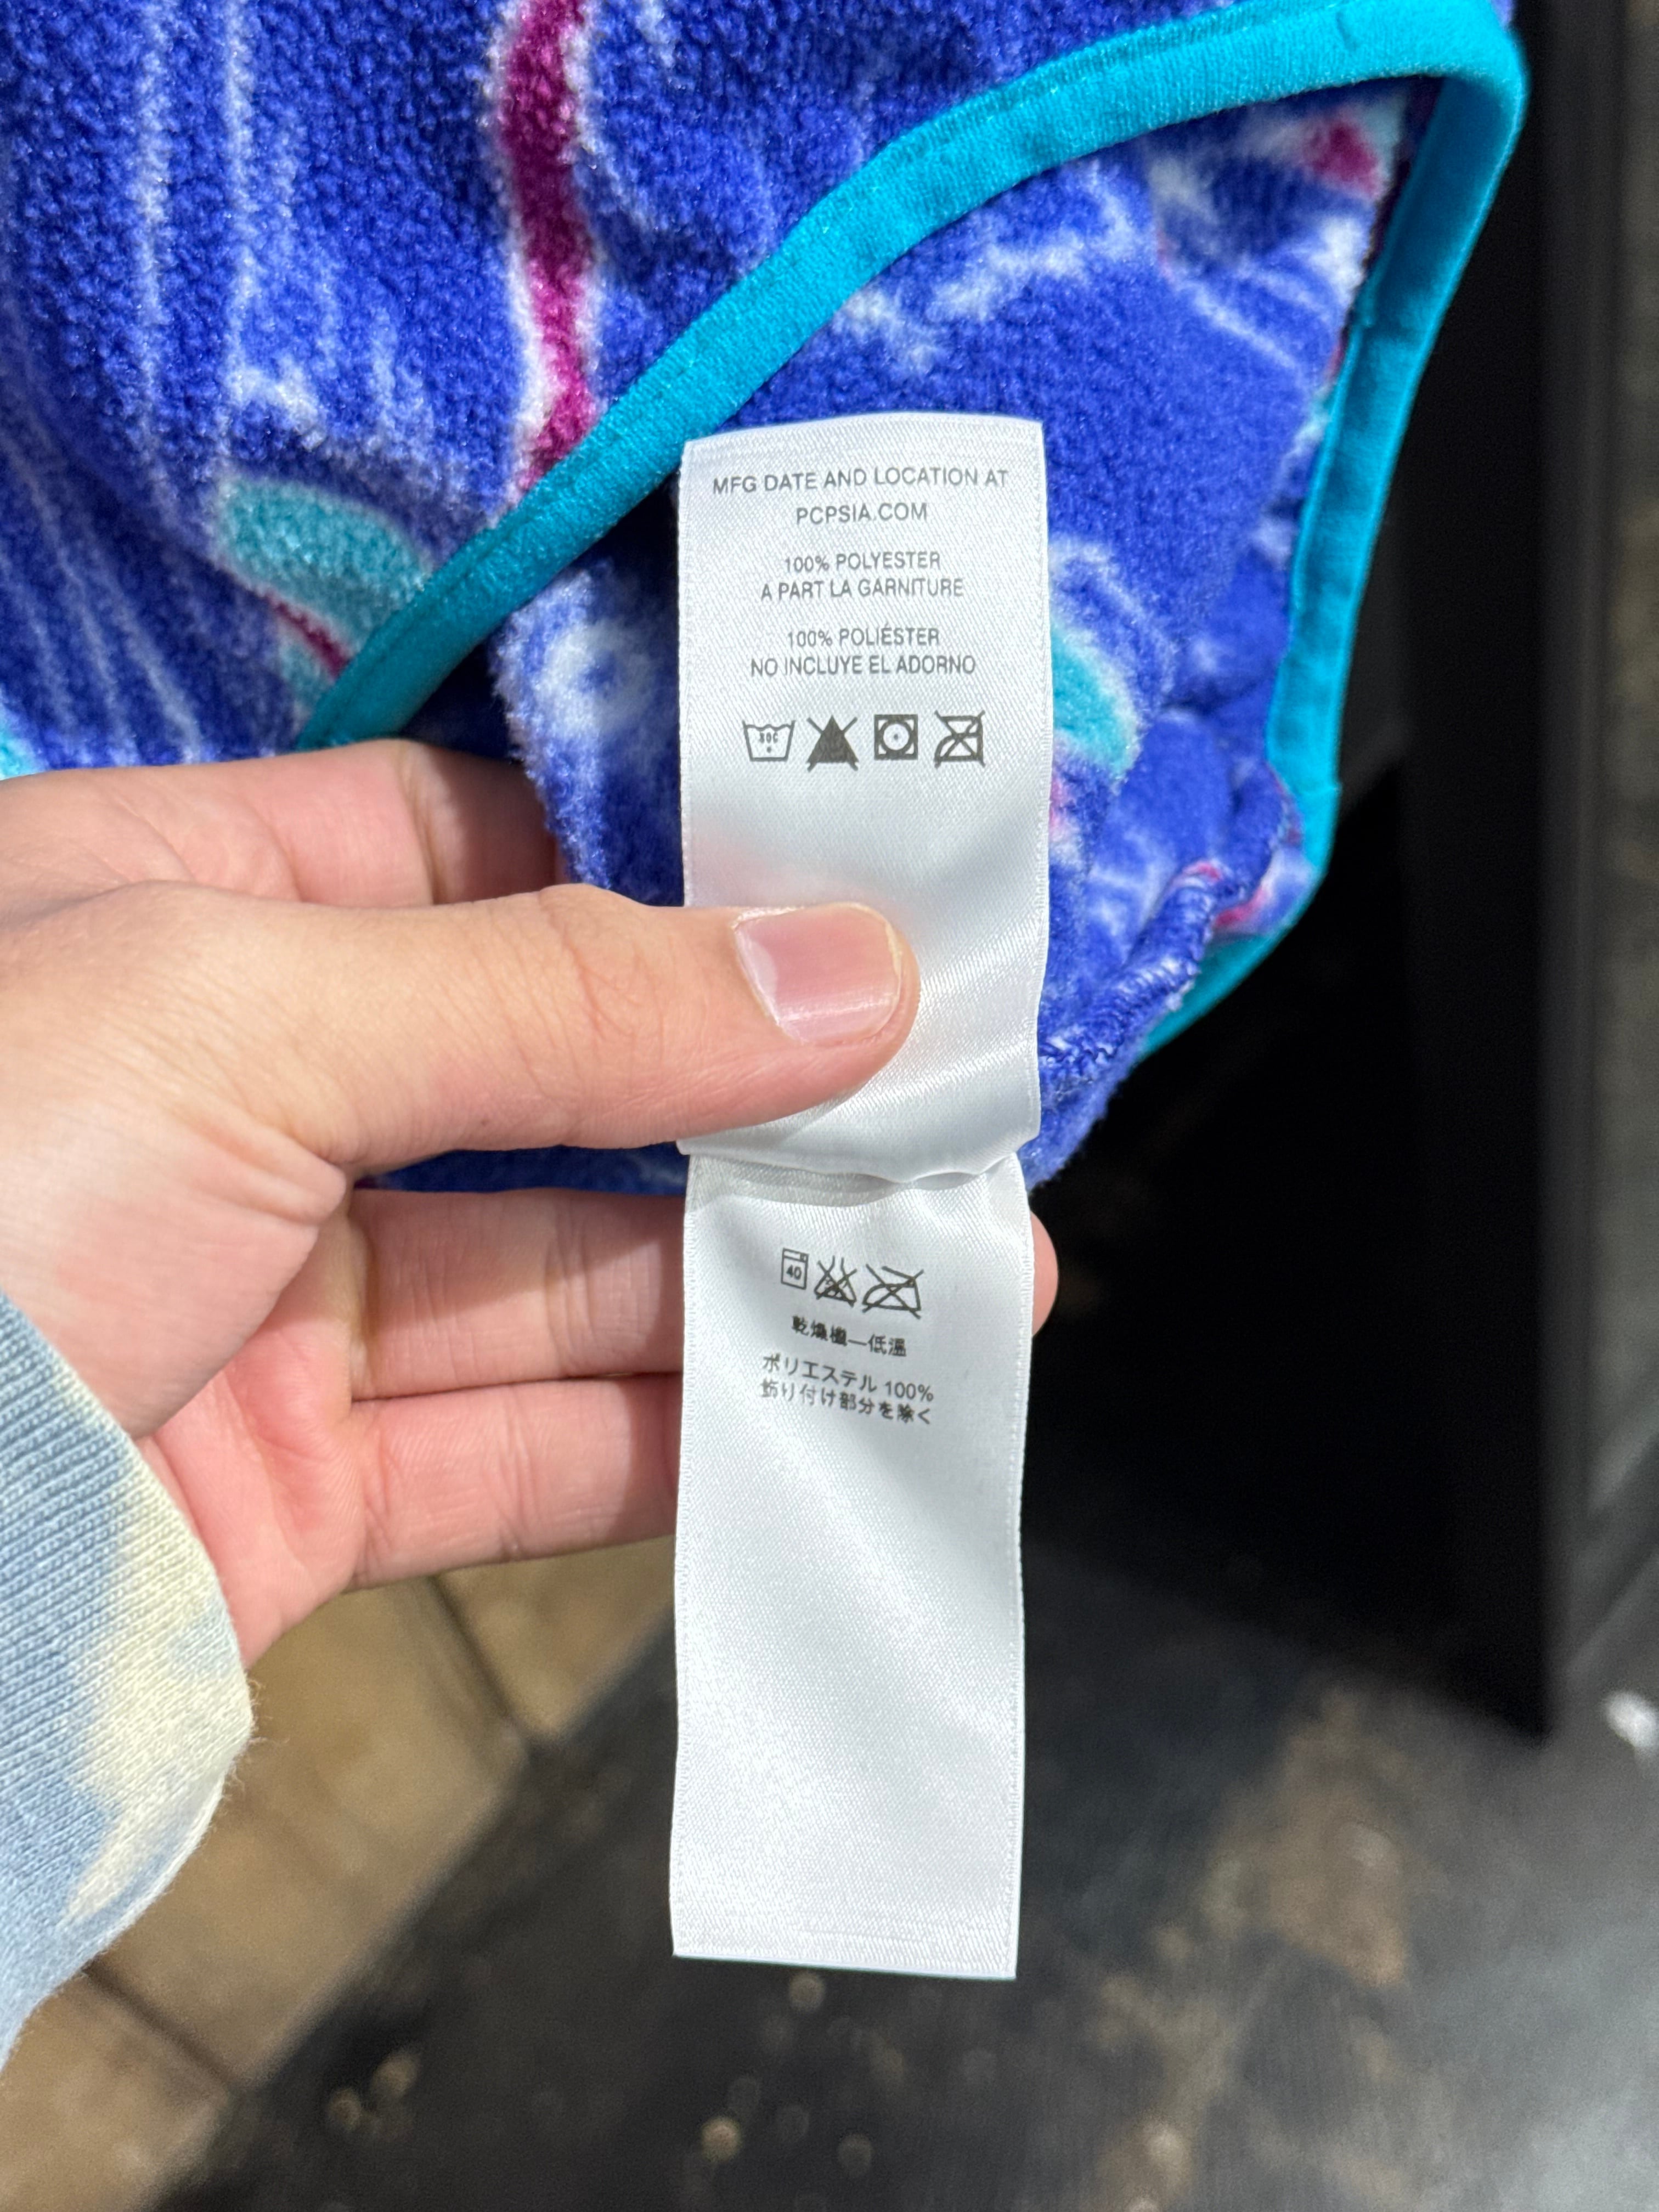 MFG DATE AND LOCATION AT
PCPSIA.COM
100% POLYESTER
A PART LA GARNITURE
100% POLIÉSTER
NO INCLUYE EL ADORNO
30C
40
乾燥機—低温
ポリエステル 100%
飾り付け部分を除く